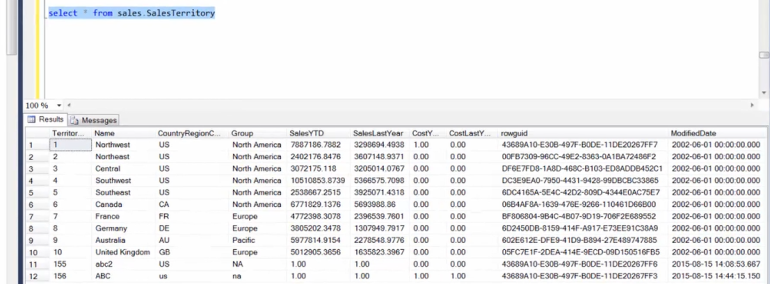 select * from sales.SalesTerritory
100 %
Results Messages
Territor... Name CountryRegionC... Group SalesYTD SalesLastYear CostY... CostLastY... rowguid ModifiedDate
1 1 Northwest US North America 7887186.7882 3298694.4938 1.00 0.00 43689A10-E30B-497F-B0DE-11DE20267FF7 2002-06-01 00:00:00.000
2 2 Northeast US North America 2402176.8476 3607148.9371 0.00 0.00 00FB7309-96CC-49E2-8363-0A1BA72486F2 2002-06-01 00:00:00.000
3 3 Central US North America 3072175.118 3205014.0767 0.00 0.00 DF6E7FD8-1A8D-468C-B103-ED8ADDB452C1 2002-06-01 00:00:00.000
4 4 Southwest US North America 10510853.8739 5366575.7098 0.00 0.00 DC3E9EA0-7950-4431-9428-99DBCBC33865 2002-06-01 00:00:00.000
5 5 Southeast US North America 2538667.2515 3925071.4318 0.00 0.00 6DC4165A-5E4C-42D2-809D-4344E0AC75E7 2002-06-01 00:00:00.000
6 6 Canada CA North America 6771829.1376 5693988.86 0.00 0.00 06B4AF8A-1639-476E-9266-110461D66B00 2002-06-01 00:00:00.000
7 7 France FR Europe 4772398.3078 2396539.7601 0.00 0.00 BF806804-9B4C-4B07-9D19-706F2E689552 2002-06-01 00:00:00.000
8 8 Germany DE Europe 3805202.3478 1307949.7917 0.00 0.00 6D2450DB-8159-414F-A917-E73EE91C38A9 2002-06-01 00:00:00.000
9 9 Australia AU Pacific 5977814.9154 2278548.9776 0.00 0.00 602E612E-DFE9-41D9-B894-27E489747885 2002-06-01 00:00:00.000
10 10 United Kingdom GB Europe 5012905.3656 1635823.3967 0.00 0.00 05FC7E1F-2DEA-414E-9ECD-09D150516FB5 2002-06-01 00:00:00.000
11 155 abc2 US NA 1.00 1.00 0.00 0.00 43689A10-E30B-497F-B0DE-11DE20267FF6 2015-08-15 14:08:53.667
12 156 ABC us na 1.00 1.00 1.00 1.00 43689A10-E30B-497F-B0DE-11DE20267FF3 2015-08-15 14:44:15.150